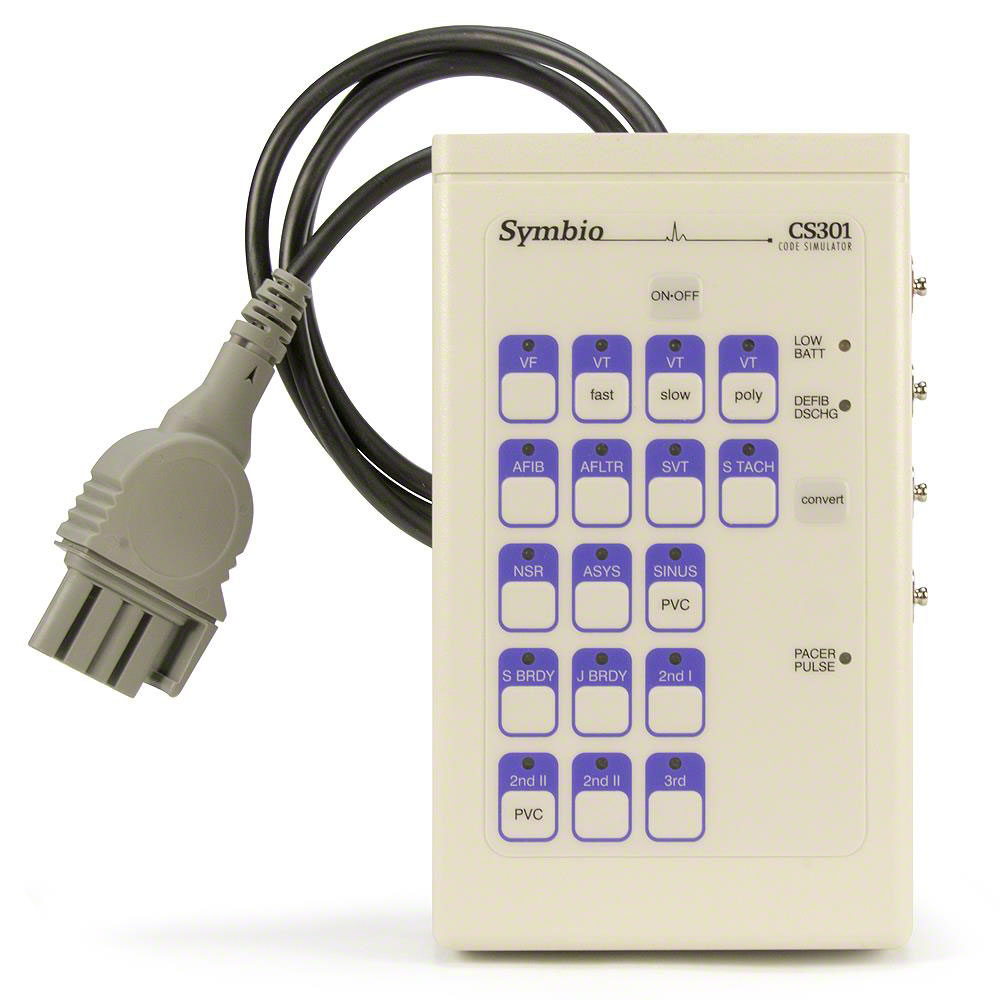 Symbio
CS301
CODE SIMULATOR
ON•OFF
VF
VT
fast
VT
slow
VT
poly
LOW
BATT
DEFIB
DSCHG
AFIB
AFLTR
SVT
S TACH
convert
NSR
ASYS
SINUS
PVC
S BRDY
J BRDY
2nd I
PACER
PULSE
2nd II
PVC
2nd II
3rd